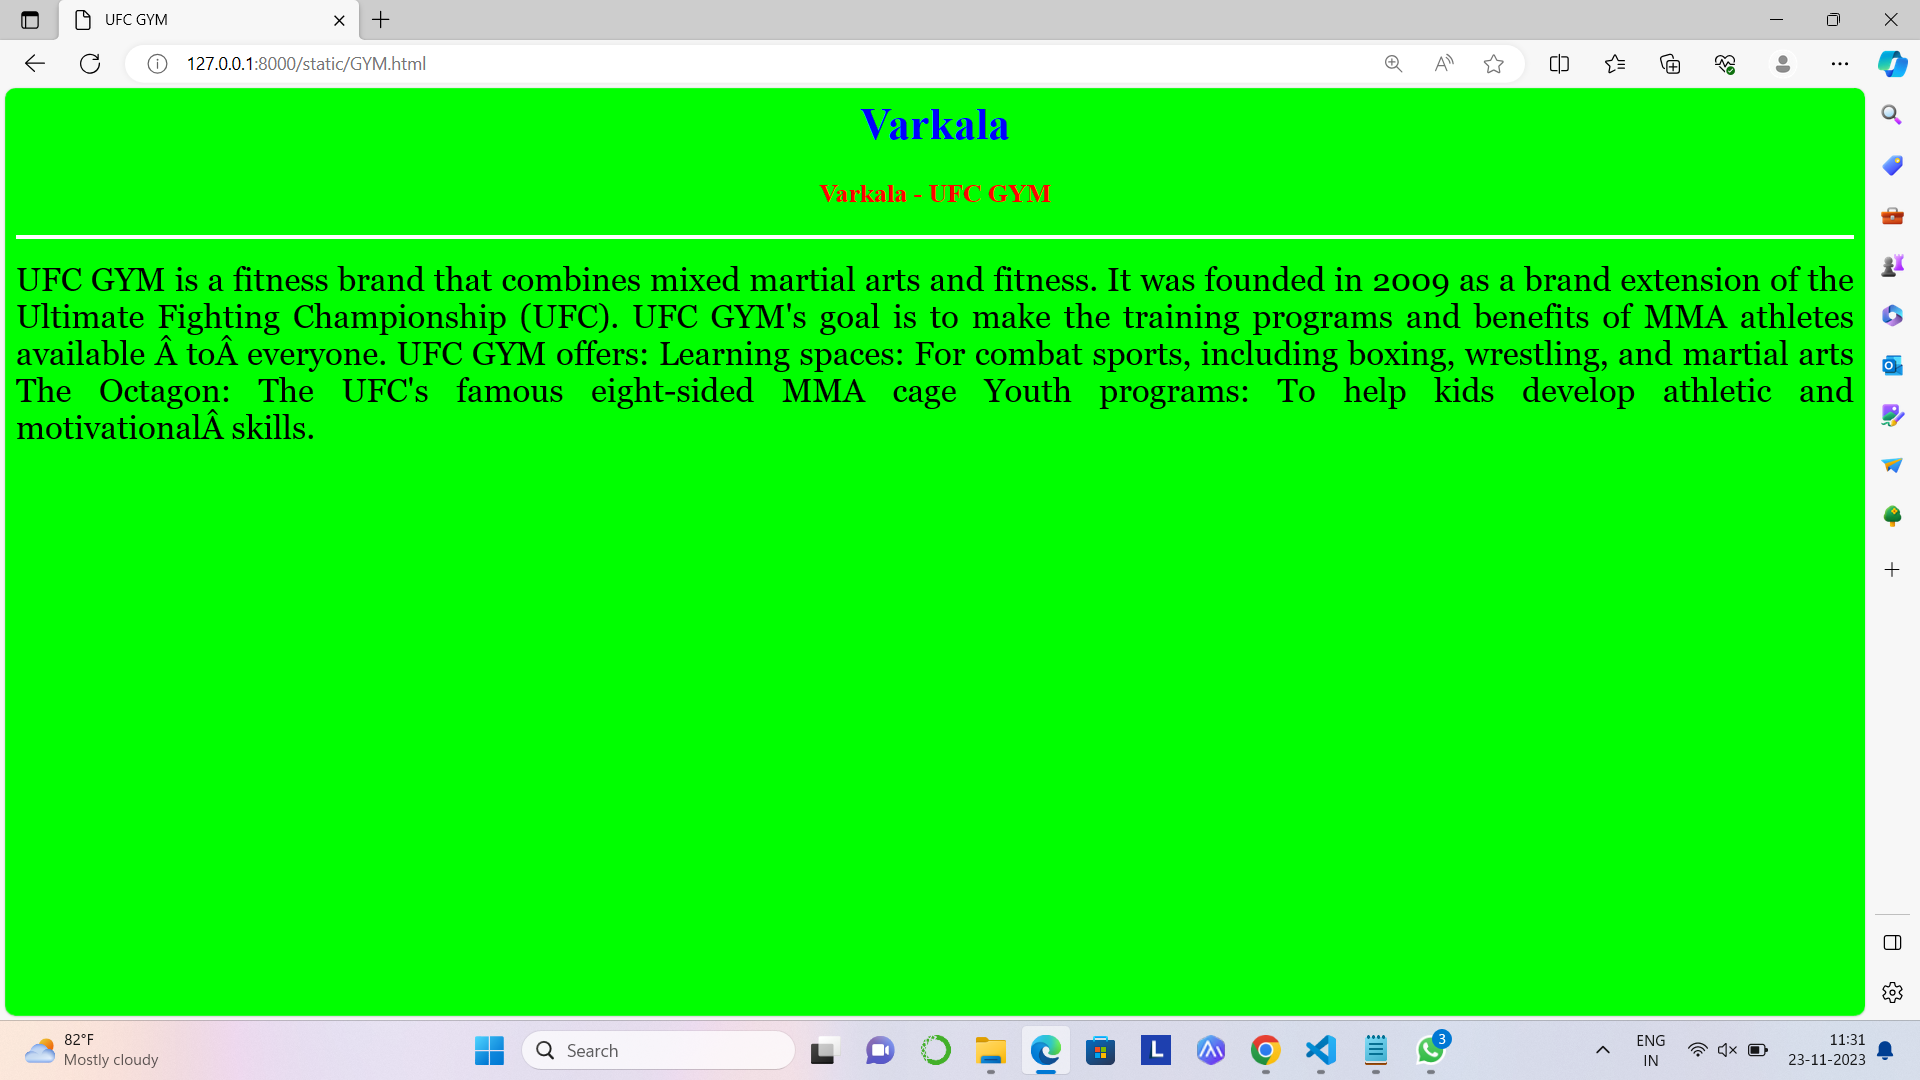 UFC GYM
127.0.0.1:8000/static/GYM.html
Varkala
Varkala - UFC GYM
UFC GYM is a fitness brand that combines mixed martial arts and fitness. It was founded in 2009 as a brand extension of the
Ultimate Fighting Championship (UFC). UFC GYM's goal is to make the training programs and benefits of MMA athletes
available Â toÂ everyone. UFC GYM offers: Learning spaces: For combat sports, including boxing, wrestling, and martial arts
The Octagon: The UFC's famous eight-sided MMA cage Youth programs: To help kids develop athletic and
motivationalÂ skills.
82°F
Mostly cloudy
Search
L
3
ENG
IN
11:31
23-11-2023